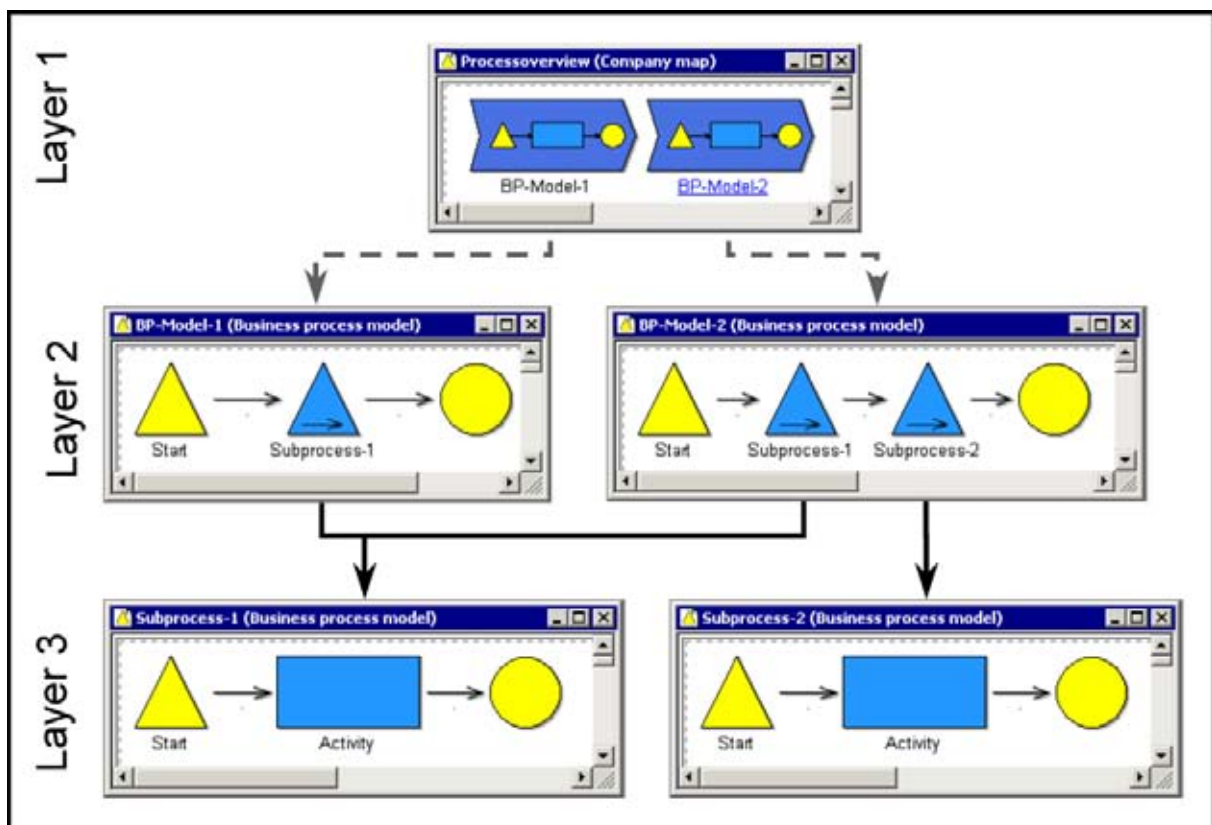 Layer 1
Processoverview (Company map)
BP-Model-1
BP-Model-2
Layer 2
BP-Model-1 (Business process model)
Start
Subprocess-1
BP-Model-2 (Business process model)
Start
Subprocess-1
Subprocess-2
Layer 3
Subprocess-1 (Business process model)
Start
Activity
Subprocess-2 (Business process model)
Start
Activity